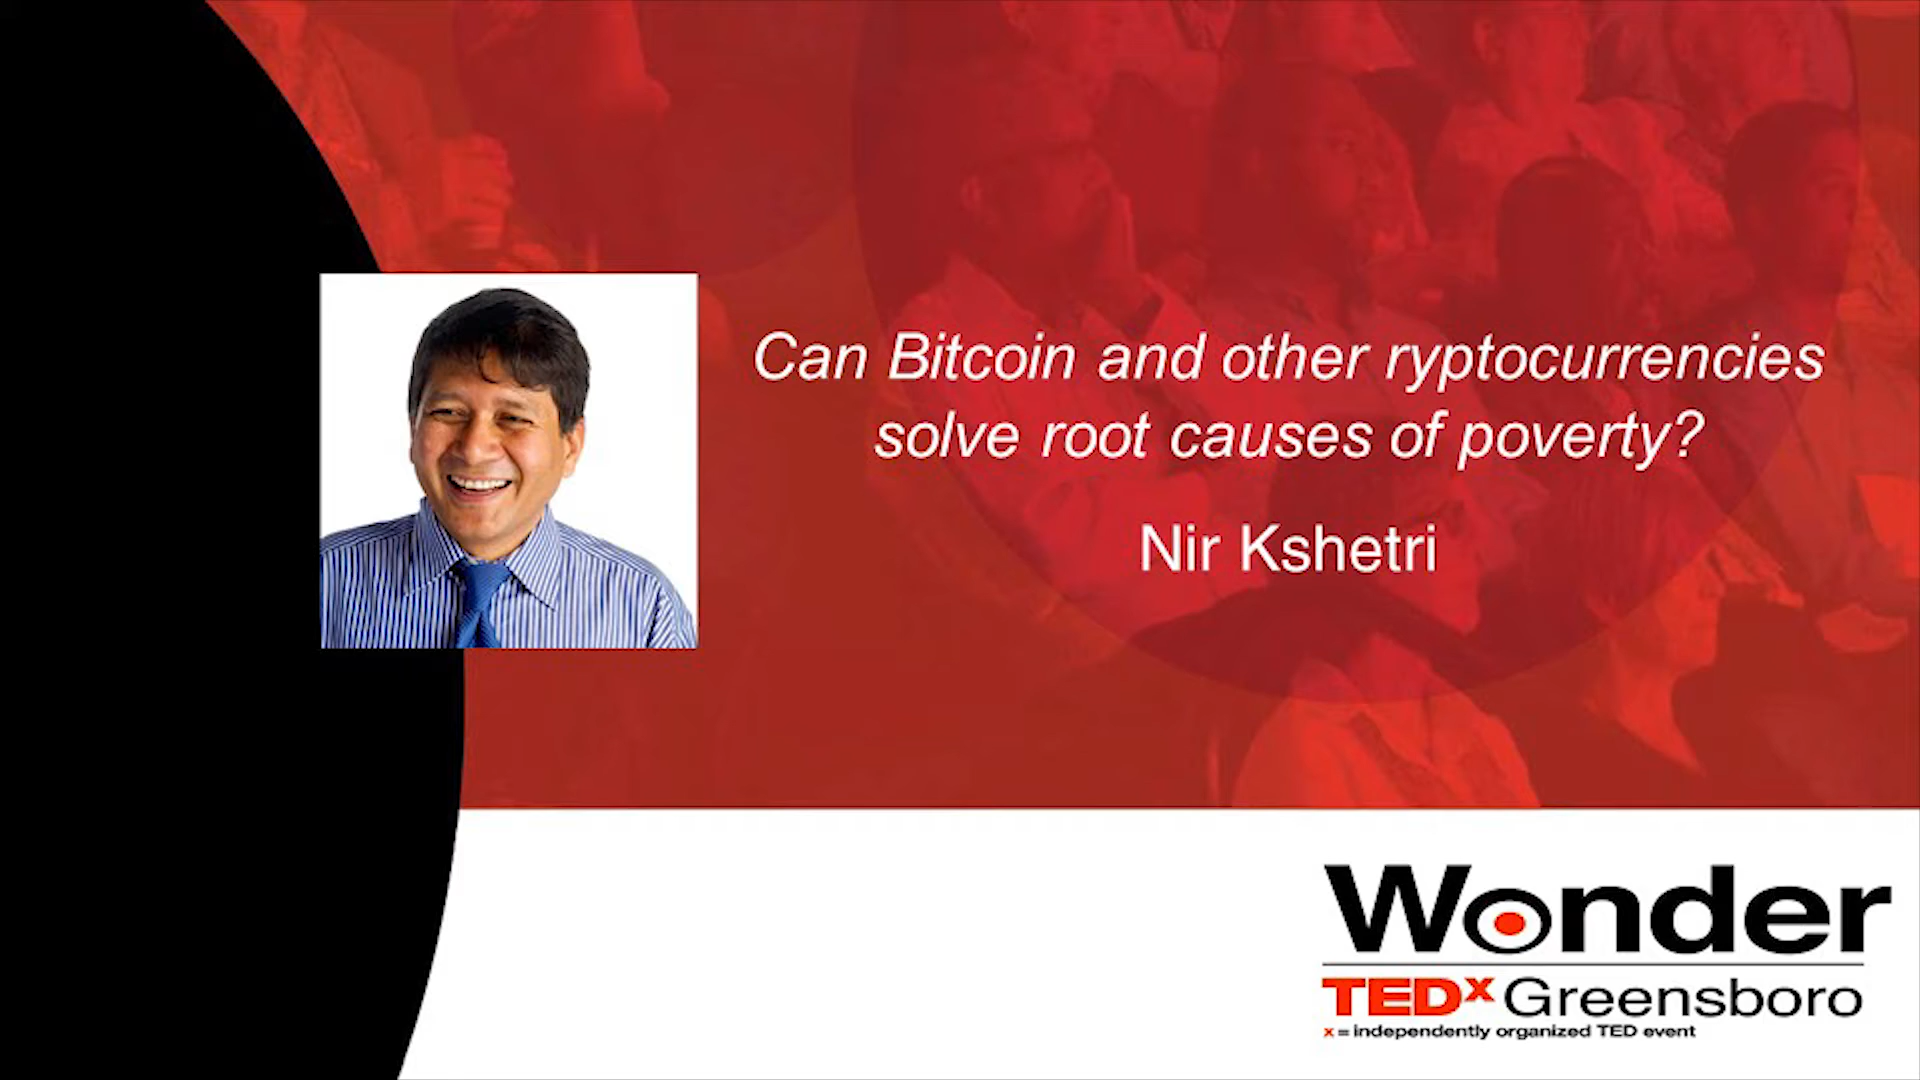 Can Bitcoin and other ryptocurrencies
solve root causes of poverty?
Nir Kshetri
Wonder
TEDx Greensboro
x = independently organized TED event